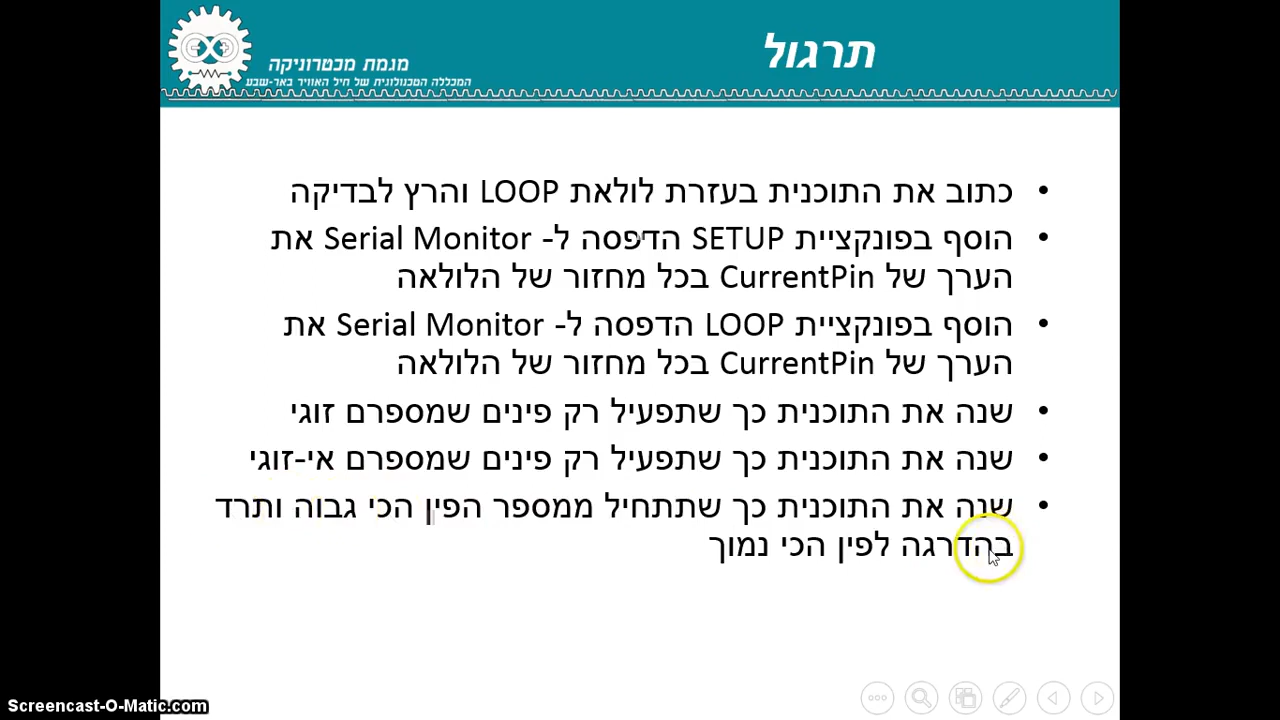 תרגול
מגמת מכטרוניקה
המכללה הטכנולוגית של חיל האוויר באר-שבע
• כתוב את התוכנית בעזרת לולאת LOOP והרץ לבדיקה
• הוסף בפונקציית SETUP הדפסה ל- Serial Monitor את
הערך של CurrentPin בכל מחזור של הלולאה
• הוסף בפונקציית LOOP הדפסה ל- Serial Monitor את
הערך של CurrentPin בכל מחזור של הלולאה
• שנה את התוכנית כך שתפעיל רק פינים שמספרם זוגי
• שנה את התוכנית כך שתפעיל רק פינים שמספרם אי-זוגי
• שנה את התוכנית כך שתתחיל ממספר הפין הכי גבוה ותרד
בהדרגה לפין הכי נמוך
Screencast-O-Matic.com